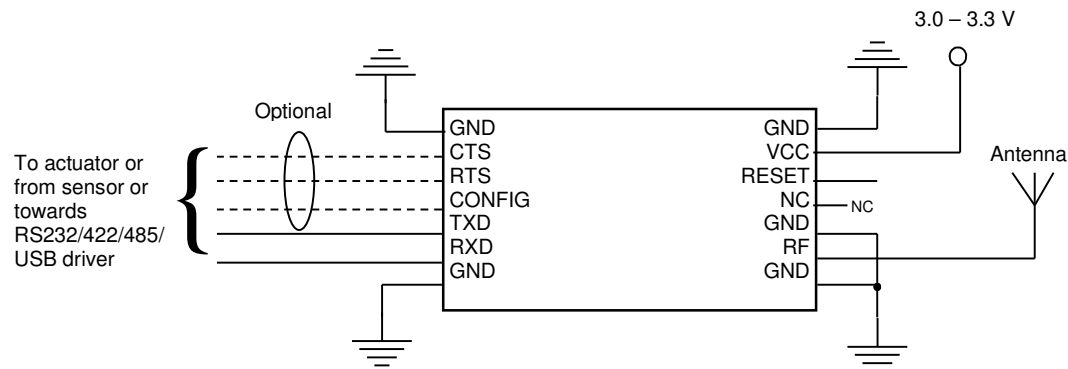 3.0 – 3.3 V
Optional
To actuator or
from sensor or
towards
RS232/422/485/
USB driver
GND
CTS
RTS
CONFIG
TXD
RXD
GND
GND
VCC
RESET
NC
NC
GND
RF
GND
Antenna